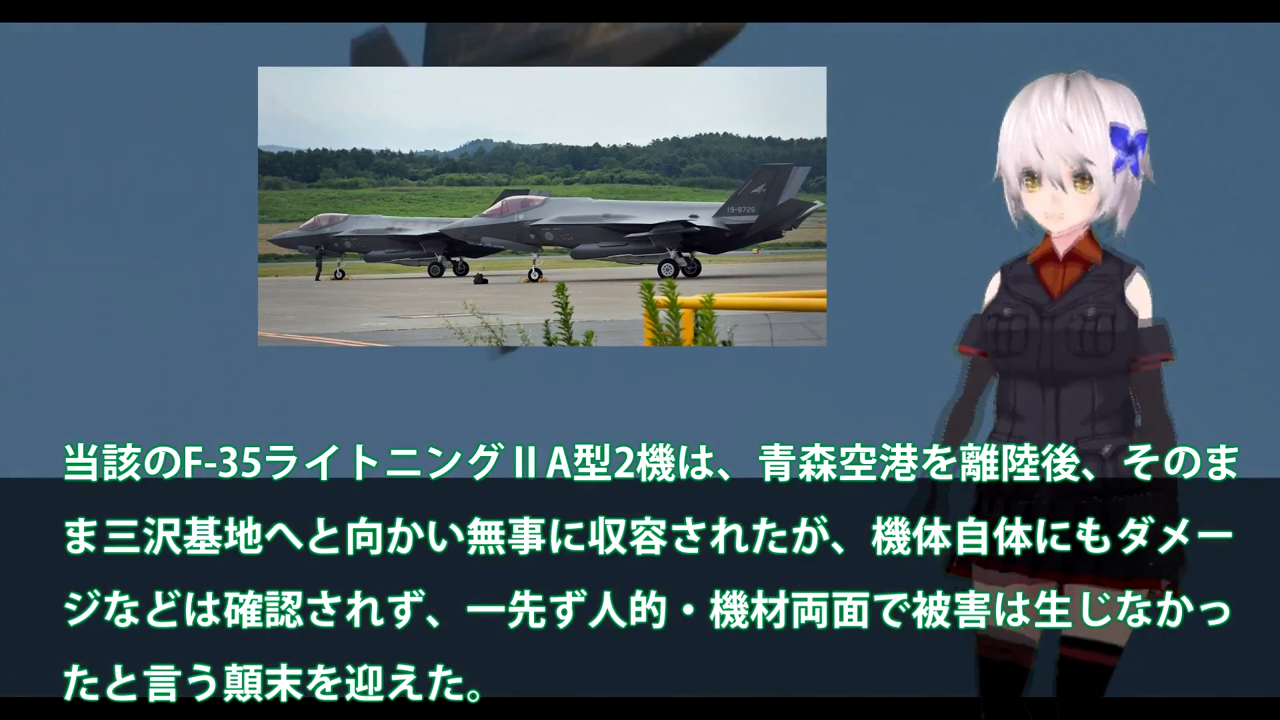 19-8726
当該のF-35ライトニングⅡA型2機は、青森空港を離陸後、そのまま
ま三沢基地へと向かい無事に収容されたが、機体自体にもダメー
ジなどは確認されず、一先ず人的・機材両面で被害は生じなかっ
たと言う顛末を迎えた。